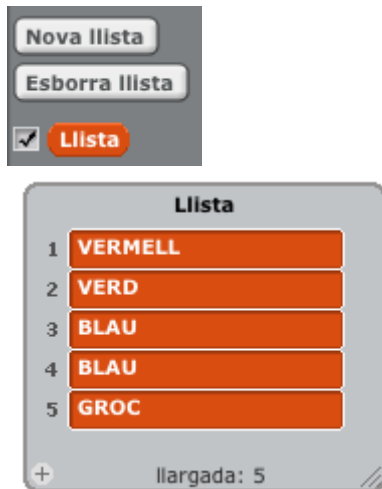 Nova llista
Esborra llista
Llista
Llista
1 VERMELL
2 VERD
3 BLAU
4 BLAU
5 GROC
+ llargada: 5